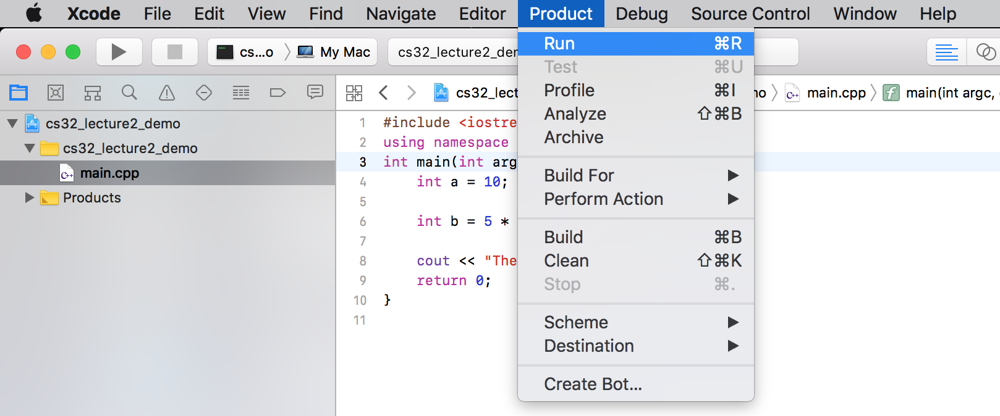 Xcode File Edit View Find Navigate Editor Product Debug Source Control Window Help
cs...o My Mac cs32_lecture2_der
Run ⌘R
Test ⌘U
Profile ⌘I
Analyze ⇧⌘B
Archive
Build For
Perform Action
Build ⌘B
Clean ⇧⌘K
Stop ⌘.
Scheme
Destination
Create Bot...
cs32_lecture2_demo
cs32_lecture2_demo
C++ main.cpp
Products
cs32_lect no C++ main.cpp f main(int argc,
1 #include <iostre
2 using namespace
3 int main(int arg
4 int a = 10;
5
6 int b = 5 *
7
8 cout << "The
9 return 0;
10 }
11